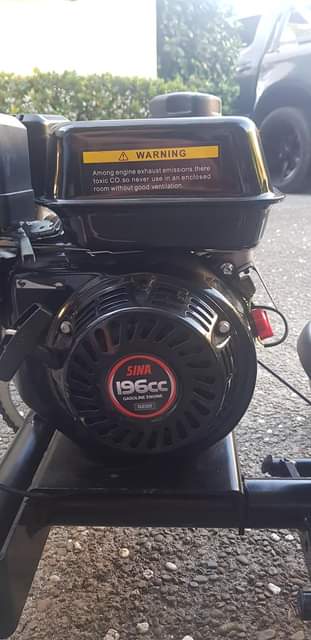 WARNING
Among engine exhaust emissions,there
toxic CO.so never use in an enclosed
room without good ventilation.
SINA
196cc
GASOLINE ENGINE